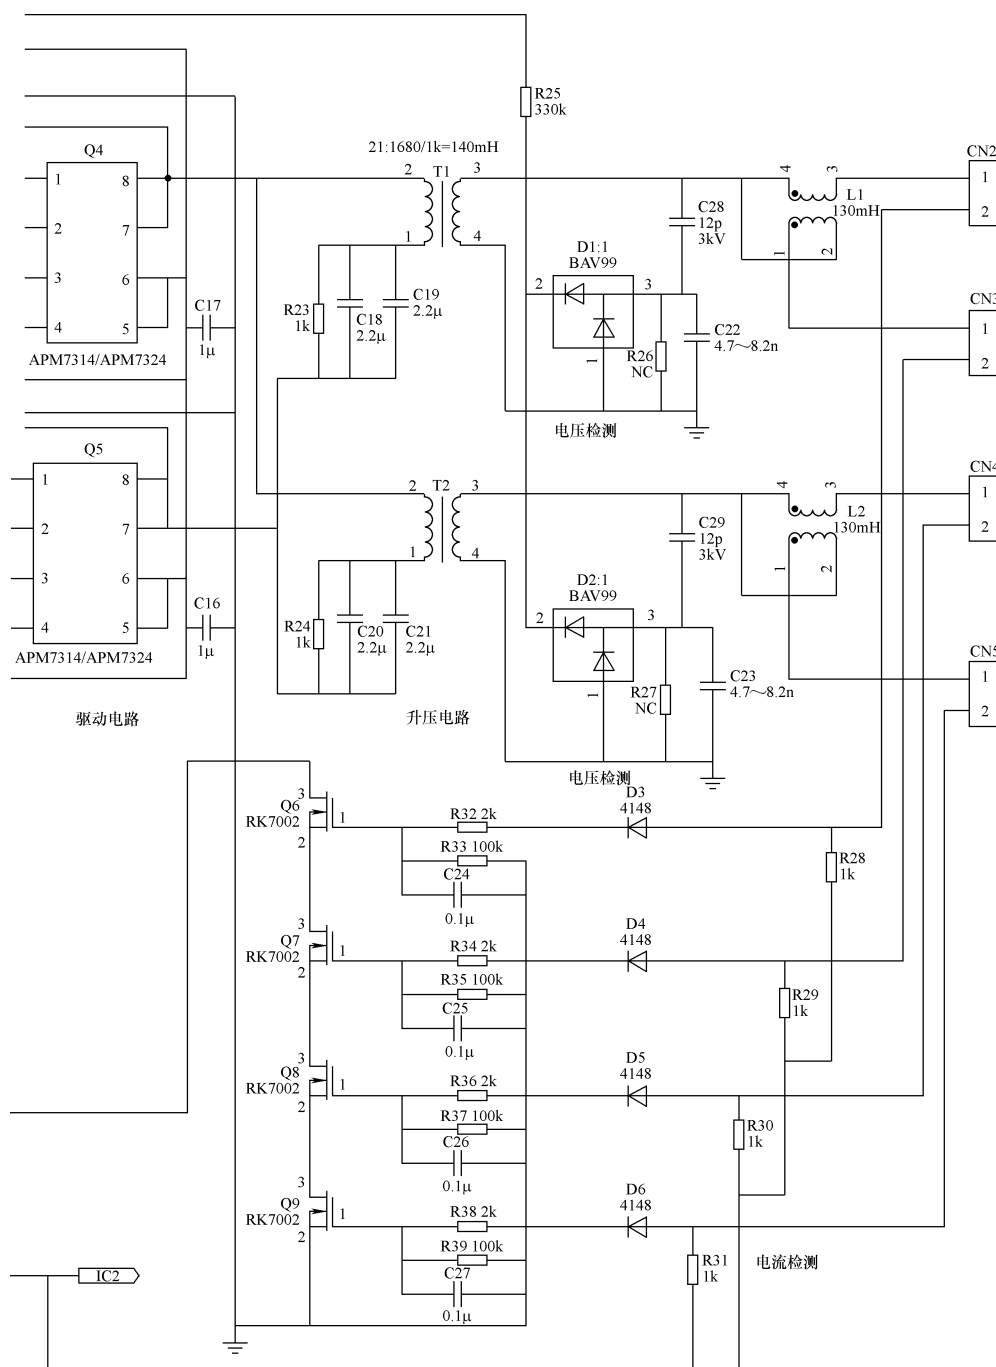 R25
330k
21:1680/1k=140mH
CN2
Q4
2
T1
3
4
3
1
8
1
L1
130mH
C28
12p
3kV
2
2
7
1
4
1
2
D1:1
BAV99
3
6
C17
1μ
R23
1k
C18
2.2μ
C19
2.2μ
2
3
CN3
1
C22
4.7～8.2n
4
5
1
R26
NC
2
APM7314/APM7324
电压检测
Q5
CN4
1
8
2
T2
3
4
3
1
L2
130mH
2
7
C29
12p
3kV
2
1
4
1
2
3
6
D2:1
BAV99
C16
1μ
R24
1k
C20
2.2μ
C21
2.2μ
2
3
4
5
CN5
APM7314/APM7324
1
R27
NC
C23
4.7～8.2n
1
2
驱动电路
升压电路
电压检测
3
Q6
RK7002
1
2
R32 2k
D3
4148
R33 100k
R28
1k
C24
0.1μ
3
Q7
RK7002
1
2
R34 2k
D4
4148
R35 100k
R29
1k
C25
0.1μ
3
Q8
RK7002
1
2
R36 2k
D5
4148
R37 100k
R30
1k
C26
0.1μ
3
Q9
RK7002
1
2
R38 2k
D6
4148
R39 100k
R31
1k
电流检测
C27
0.1μ
IC2